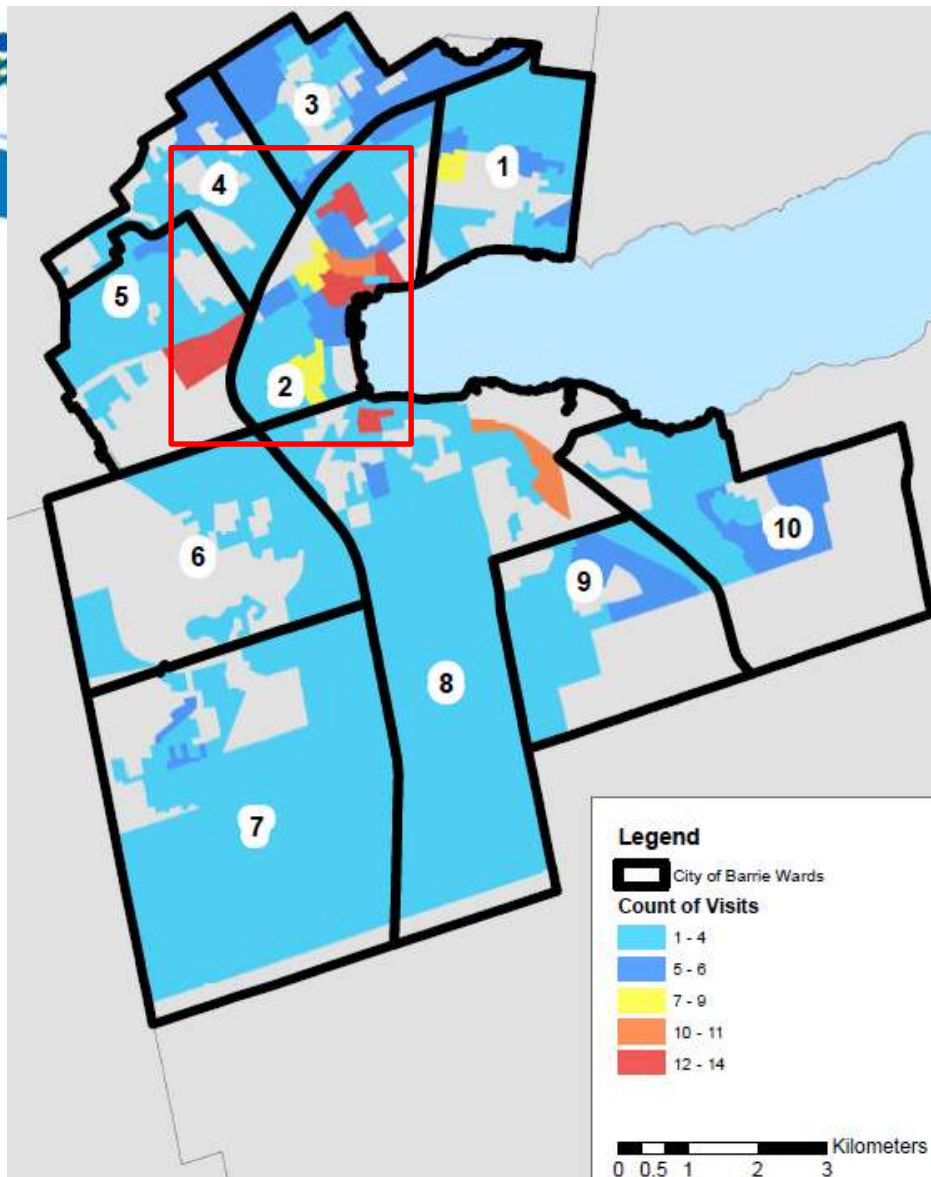 3
1
4
5
2
10
6
9
8
7
Legend
City of Barrie Wards
Count of Visits
1 - 4
5 - 6
7 - 9
10 - 11
12 - 14
Kilometers
0 0.5 1 2 3